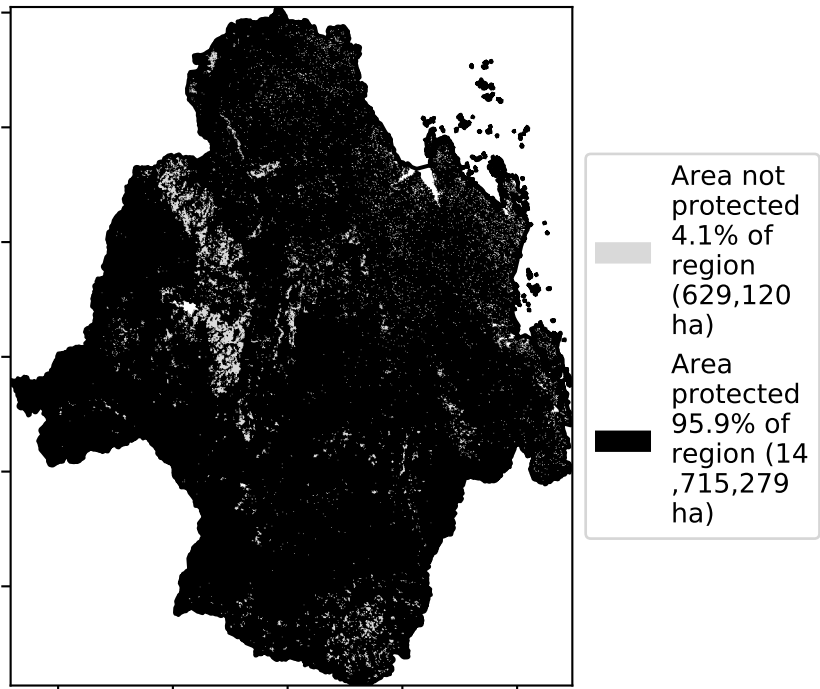 Area not
protected
4.1% of
region
(629,120
ha)
Area
protected
95.9% of
region (14
,715,279
ha)